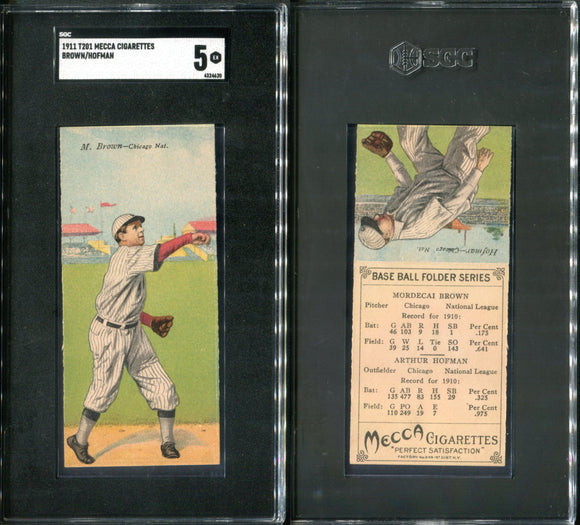 SGC
1911 T201 MECCA CIGARETTES
BROWN/HOFMAN
5 EX
4324620
M. Brown—Chicago Nat.
SGC
Hofman—Chicago Nat.
BASE BALL FOLDER SERIES
MORDECAI BROWN
Pitcher Chicago National League
Record for 1910:
Bat: G AB R H SB Per Cent
46 103 9 18 1 .175
Field: G W L Tie SO Per Cent
39 25 14 0 143 .641
ARTHUR HOFMAN
Outfielder Chicago National League
Record for 1910:
Bat: G AB R H SB Per Cent
135 477 83 155 29 .325
Field: G PO A E Per Cent
110 249 19 7 .975
MECCA CIGARETTES
"PERFECT SATISFACTION"